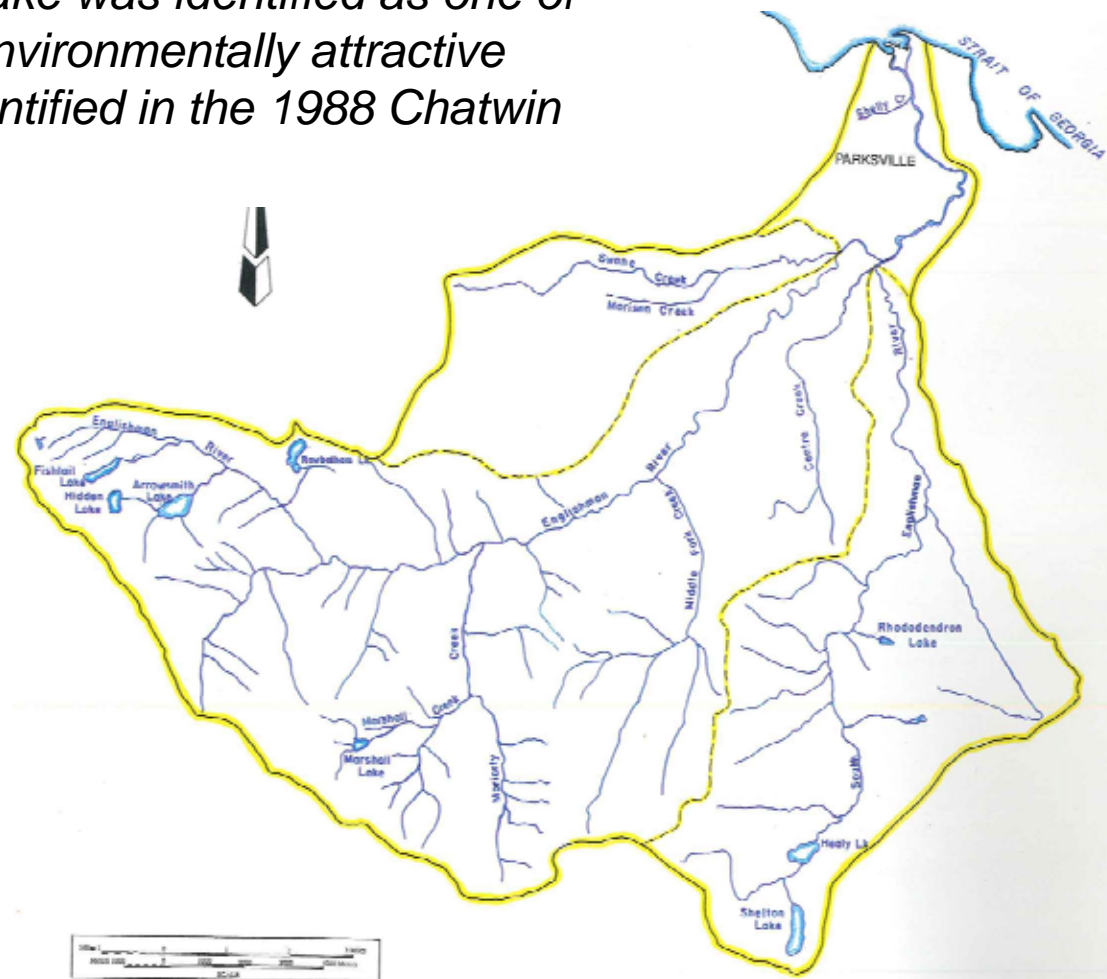 ake was identified as one of
nvironmentally attractive
ntified in the 1988 Chatwin
STRAIT OF GEORGIA
Shelly Cr
PARKSVILLE
Swane Creek
Morison Creek
River
Centre Creek
Englishman River
Fishtail Lake
Hidden Lake
Arrowsmith Lake
Englishman River
Middle Fork Creek
Englishman
Rhododendron Lake
Creek
Marshall Creek
Marshall Lake
Moriarty
South
Healy Lk
Shelton Lake
SCALE